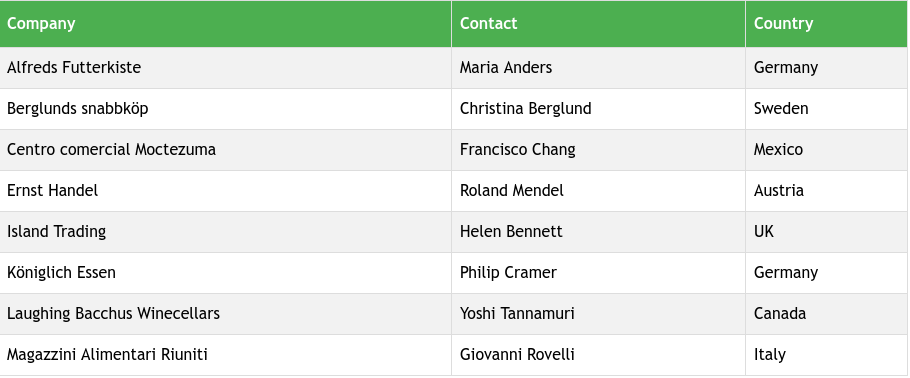 Company Contact Country
Alfreds Futterkiste Maria Anders Germany
Berglunds snabbköp Christina Berglund Sweden
Centro comercial Moctezuma Francisco Chang Mexico
Ernst Handel Roland Mendel Austria
Island Trading Helen Bennett UK
Königlich Essen Philip Cramer Germany
Laughing Bacchus Winecellars Yoshi Tannamuri Canada
Magazzini Alimentari Riuniti Giovanni Rovelli Italy